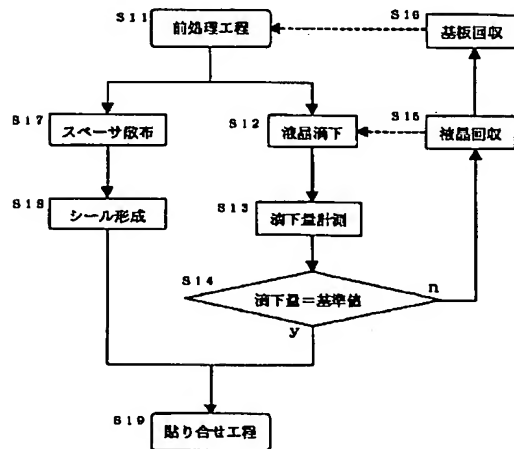 S11
前処理工程
S16
基板回収
S17
スペーサ散布
S12
液晶滴下
S15
液晶回収
S18
シール形成
S13
滴下量計測
S14
滴下量＝基準値
n
y
S19
貼り合せ工程